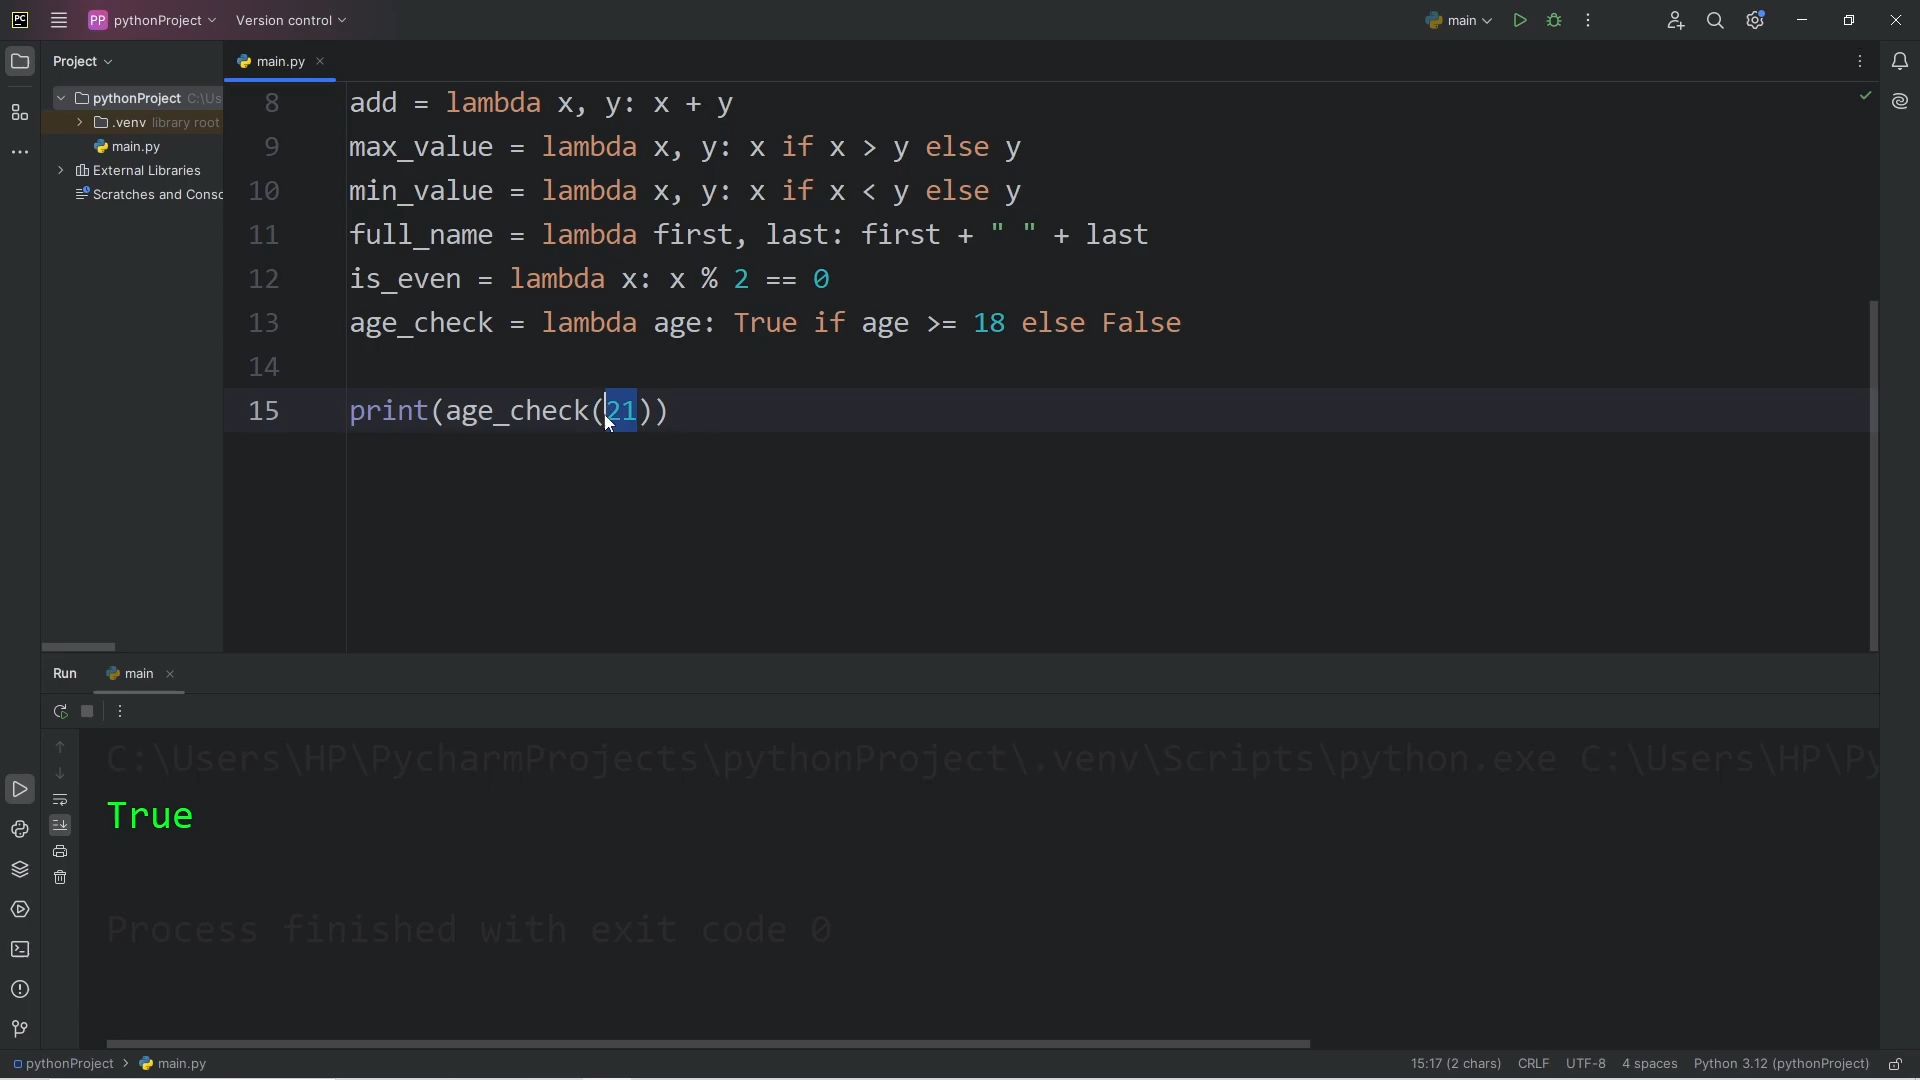 PC PP pythonProject Version control main
Project main.py
pythonProject C:\Us
.venv library root
main.py
External Libraries
Scratches and Conso
8 add = lambda x, y: x + y
9 max_value = lambda x, y: x if x > y else y
10 min_value = lambda x, y: x if x < y else y
11 full_name = lambda first, last: first + " " + last
12 is_even = lambda x: x % 2 == 0
13 age_check = lambda age: True if age >= 18 else False
14
15 print(age_check(21))
Run main
C:\Users\HP\PycharmProjects\pythonProject\.venv\Scripts\python.exe C:\Users\HP\Py
True
Process finished with exit code 0
pythonProject > main.py 15:17 (2 chars) CRLF UTF-8 4 spaces Python 3.12 (pythonProject)